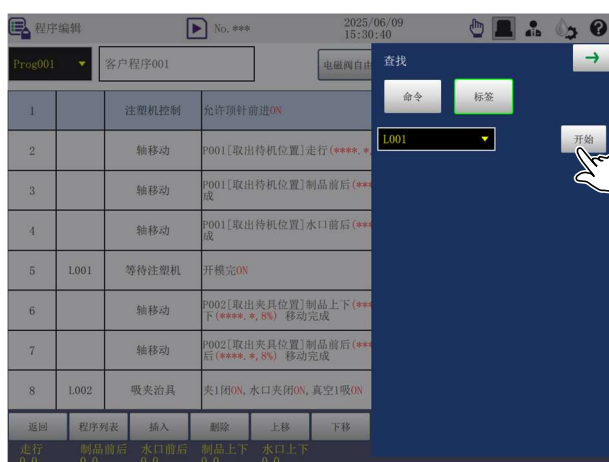 程序编辑
No. ***
2025/06/09
15:30:40
Prog001
客户程序001
电磁阀自由
查找
命令
标签
L001
开始
1 注塑机控制 允许顶针前进ON
2 轴移动 P001[取出待机位置]走行(****.*,
3 轴移动 P001[取出待机位置]制品前后(***
成
4 轴移动 P001[取出待机位置]水口前后(***
成
5 L001 等待注塑机 开模完ON
6 轴移动 P002[取出夹具位置]制品上下(***
下(****.*,8%) 移动完成
7 轴移动 P002[取出夹具位置]制品前后(***
后(****.*,8%) 移动完成
8 L002 吸夹治具 夹1闭ON,水口夹闭ON,真空1吸ON
返回
程序列表
插入
删除
上移
下移
走行 制品前后 水口前后 制品上下 水口上下
0.0 0.0 0.0 0.0 0.0